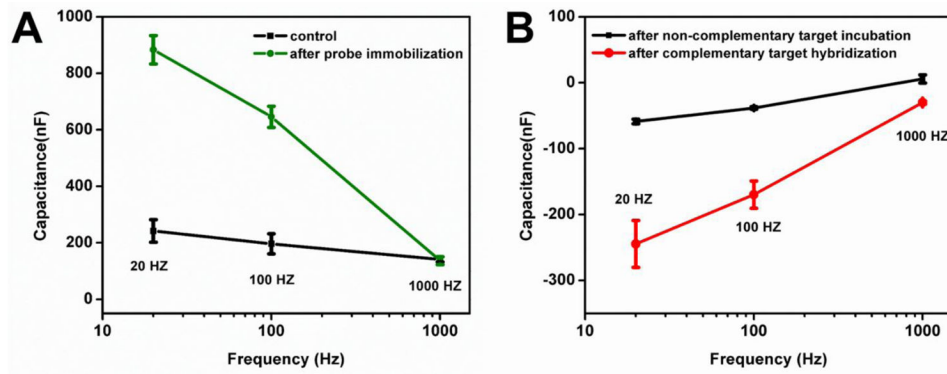 A
control
after probe immobilization
1000
800
600
400
200
0
Capacitance(nF)
20 HZ
100 HZ
1000 HZ
10
100
1000
Frequency (Hz)
B
after non-complementary target incubation
after complementary target hybridization
100
0
-100
-200
-300
Capacitance(nF)
20 HZ
100 HZ
1000 HZ
10
100
1000
Frequency (Hz)